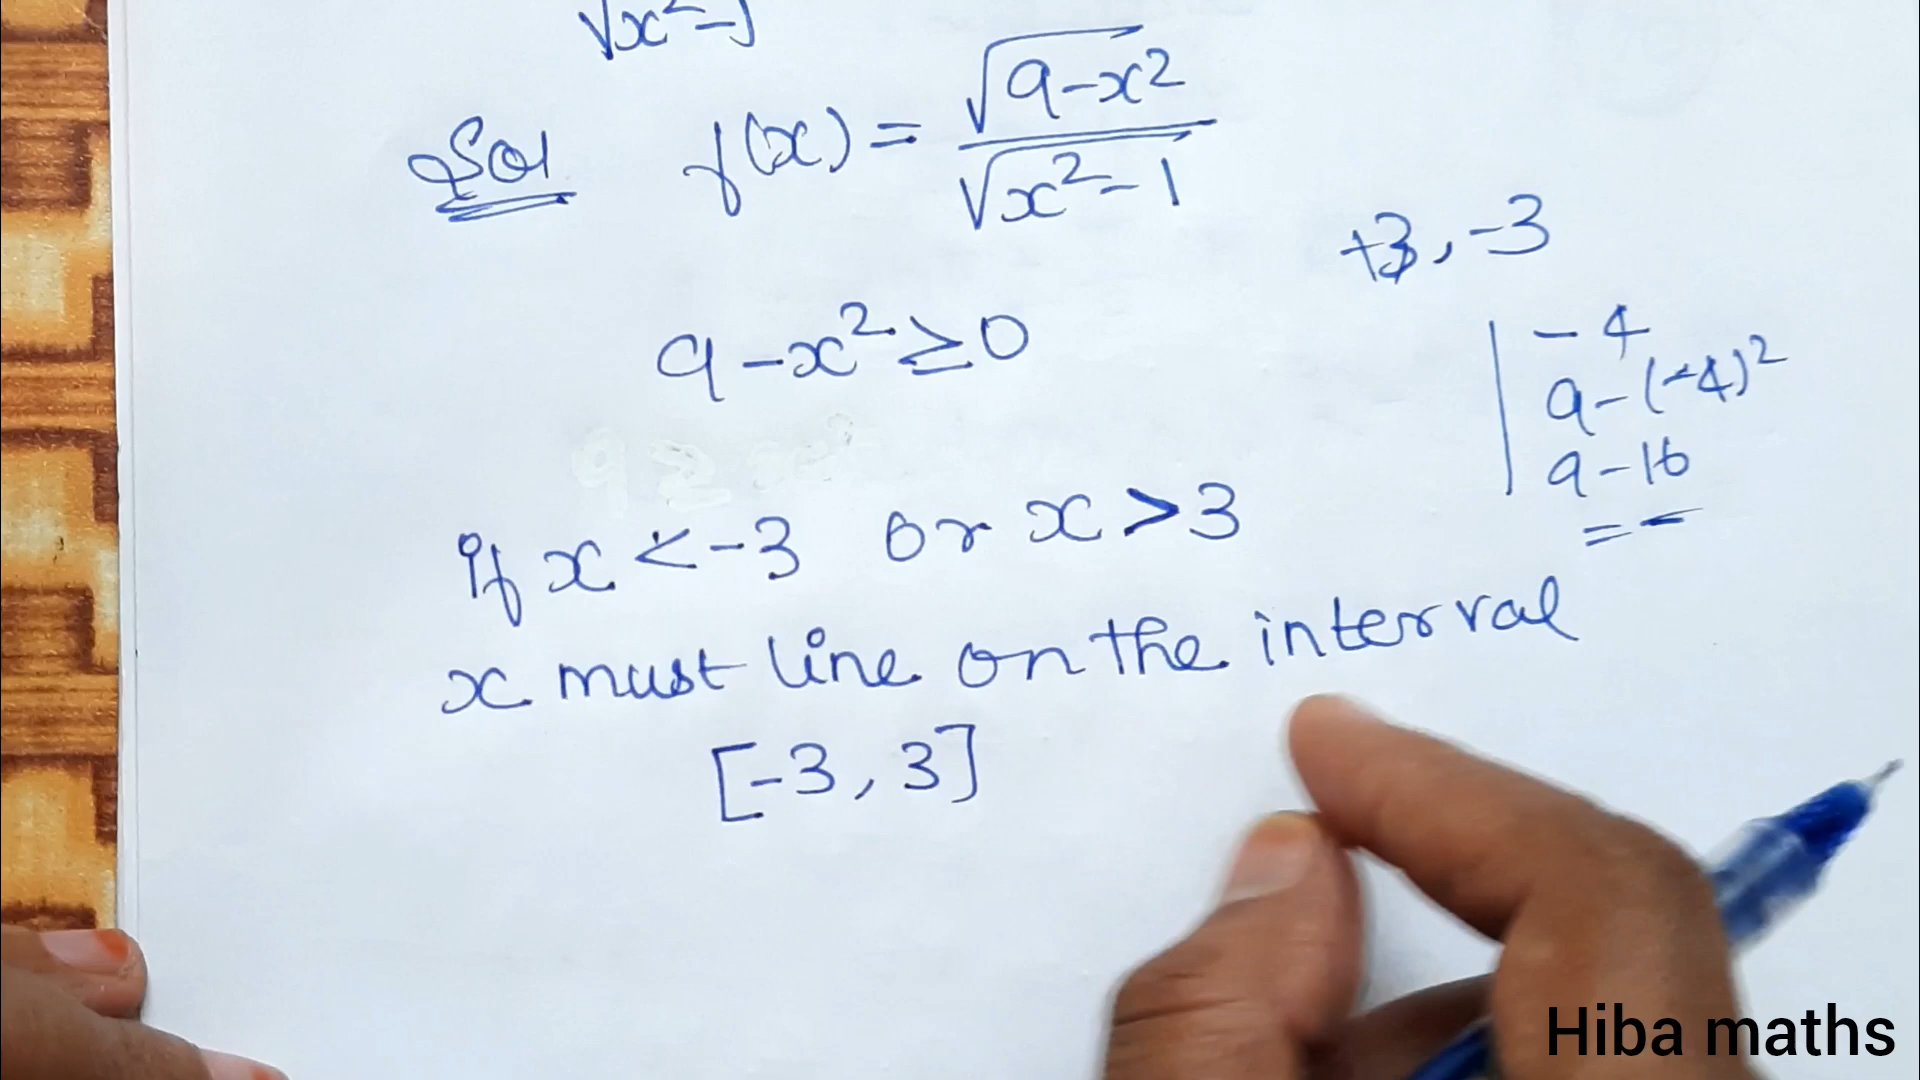 √x²-1
Sol f(x) = √9-x² / √x²-1
+3, -3
9-x² ≥ 0
-4
9-(-4)²
9-16
= -
if x < -3 or x > 3
x must line on the interval
[-3, 3]
Hiba maths